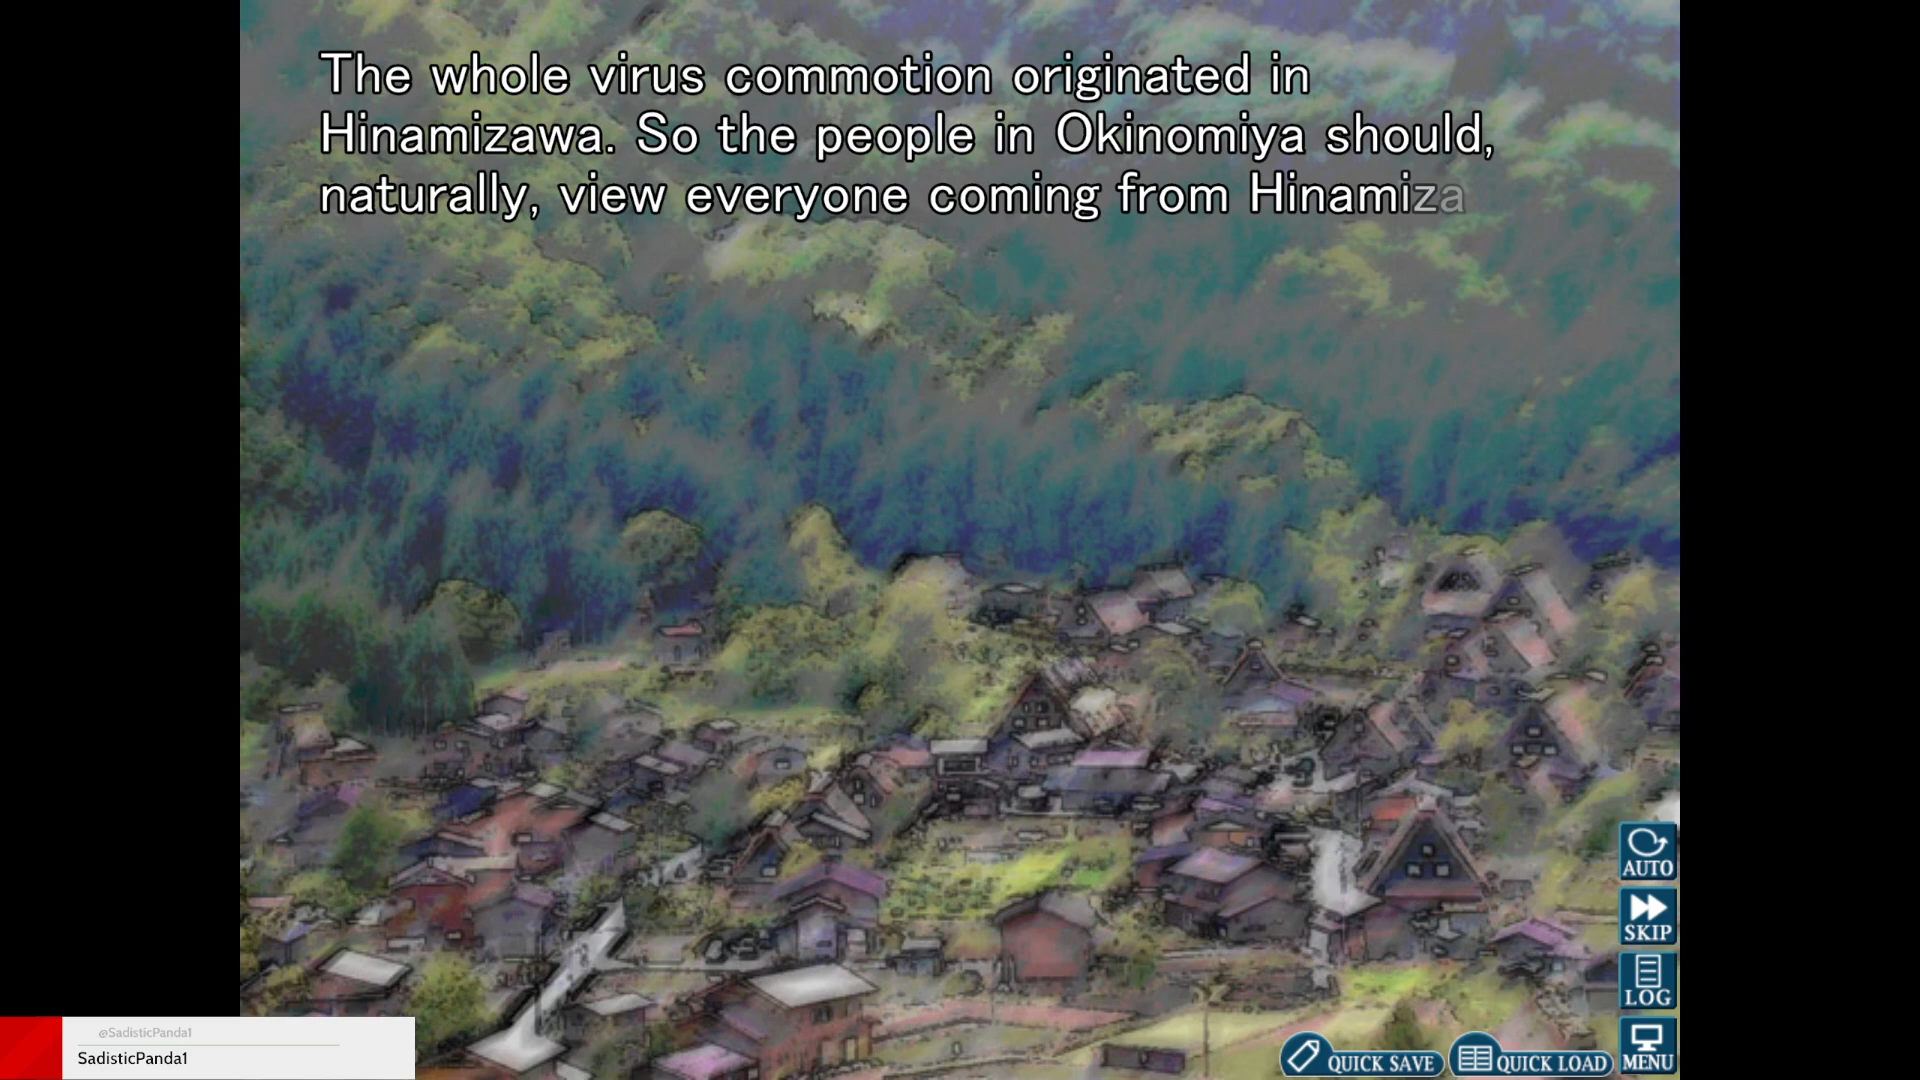 The whole virus commotion originated in
Hinamizawa. So the people in Okinomiya should,
naturally, view everyone coming from Hinamiza
AUTO
SKIP
LOG
MENU
QUICK SAVE
QUICK LOAD
@SadisticPanda1
SadisticPanda1